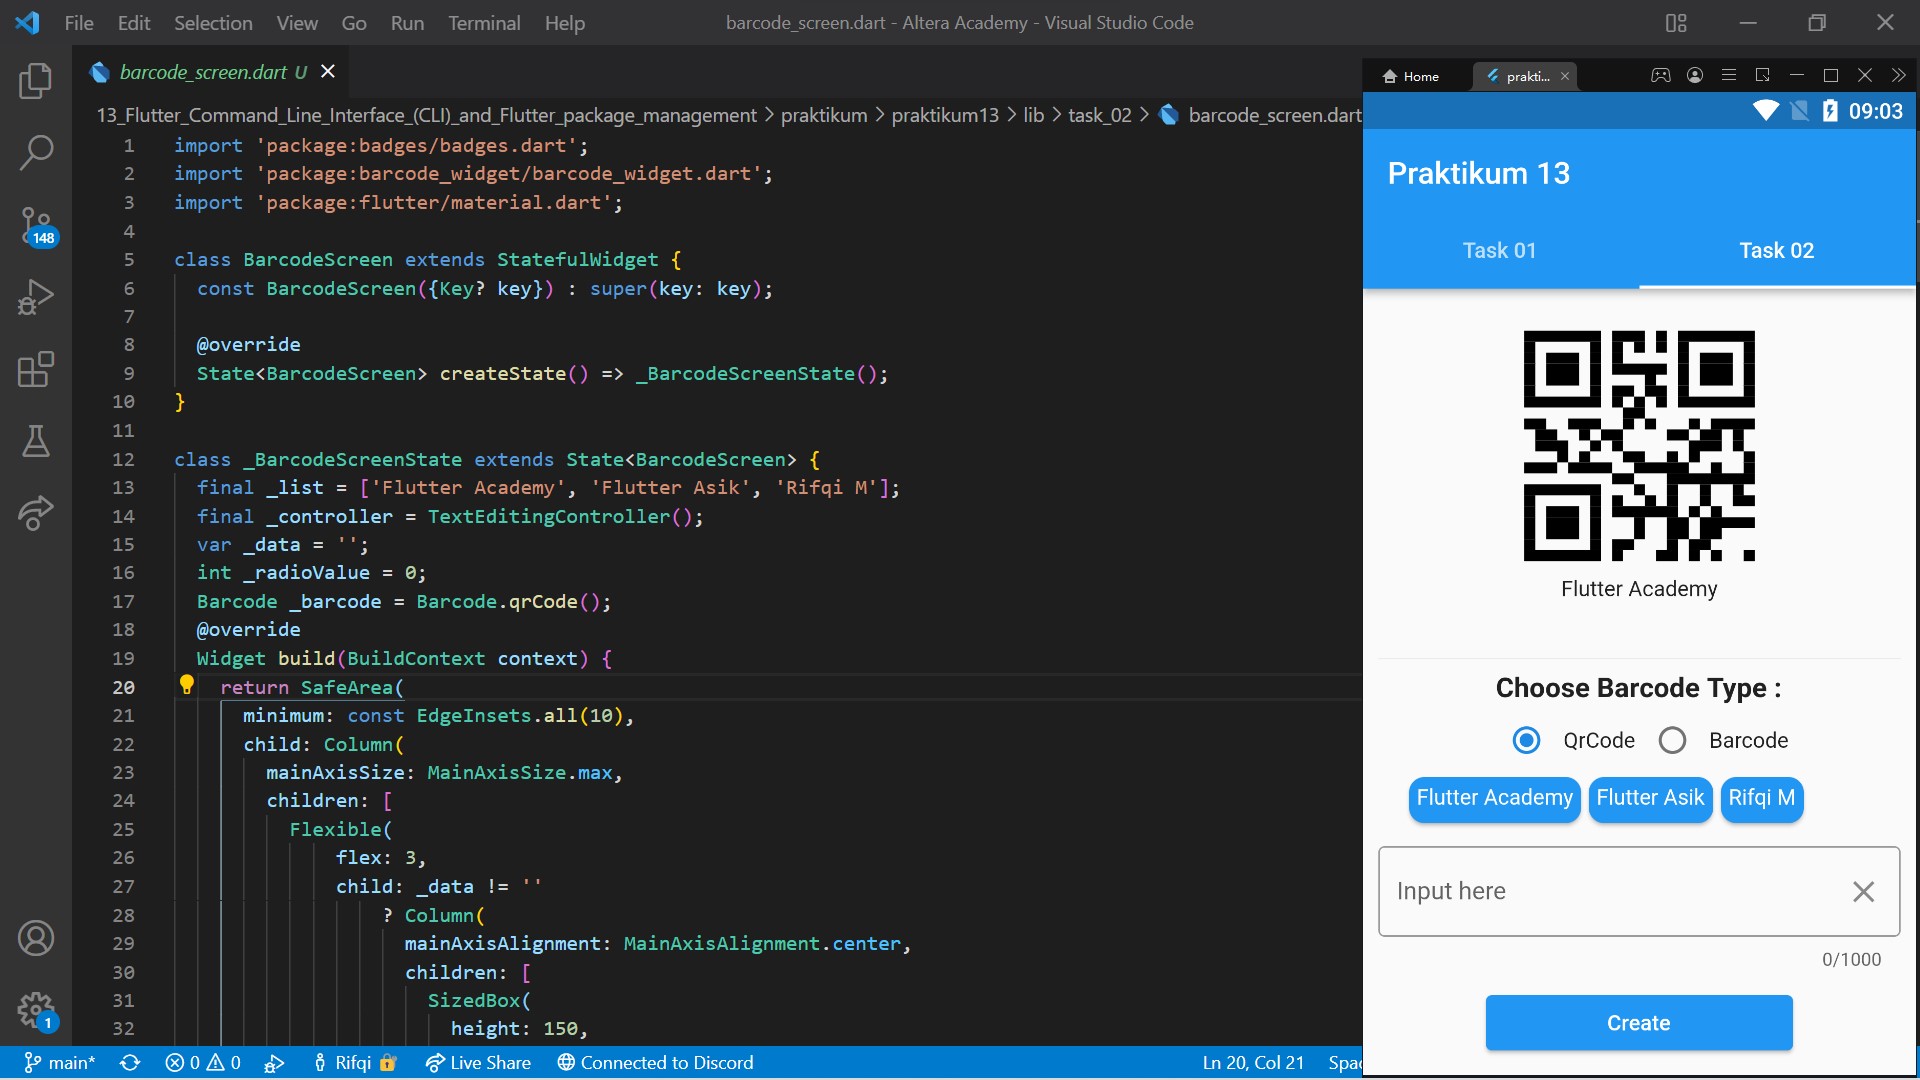 File Edit Selection View Go Run Terminal Help
barcode_screen.dart - Altera Academy - Visual Studio Code
barcode_screen.dart U
13_Flutter_Command_Line_Interface_(CLI)_and_Flutter_package_management > praktikum > praktikum13 > lib > task_02 > barcode_screen.dart
1 import 'package:badges/badges.dart';
2 import 'package:barcode_widget/barcode_widget.dart';
3 import 'package:flutter/material.dart';
4
5 class BarcodeScreen extends StatefulWidget {
6 const BarcodeScreen({Key? key}) : super(key: key);
7
8 @override
9 State<BarcodeScreen> createState() => _BarcodeScreenState();
10 }
11
12 class _BarcodeScreenState extends State<BarcodeScreen> {
13 final _list = ['Flutter Academy', 'Flutter Asik', 'Rifqi M'];
14 final _controller = TextEditingController();
15 var _data = '';
16 int _radioValue = 0;
17 Barcode _barcode = Barcode.qrCode();
18 @override
19 Widget build(BuildContext context) {
20 return SafeArea(
21 minimum: const EdgeInsets.all(10),
22 child: Column(
23 mainAxisSize: MainAxisSize.max,
24 children: [
25 Flexible(
26 flex: 3,
27 child: _data != ''
28 ? Column(
29 mainAxisAlignment: MainAxisAlignment.center,
30 children: [
31 SizedBox(
32 height: 150,
148
1
main* 0 0 Rifqi Live Share Connected to Discord Ln 20, Col 21 Spac
Home prakti...
09:03
Praktikum 13
Task 01 Task 02
Flutter Academy
Choose Barcode Type :
QrCode Barcode
Flutter Academy Flutter Asik Rifqi M
Input here
0/1000
Create